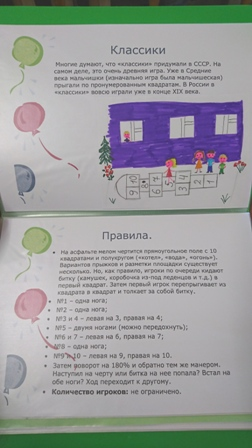 Классики
Многие думают, что «классики» придумали в СССР. На
самом деле, это очень древняя игра. Уже в Средние
века мальчишки (изначально игра была мальчишеская)
прыгали по пронумерованным квадратам. В России в
«классики» вовсю играли уже в конце XIX века.
Правила.
На асфальте мелом чертится прямоугольное поле с 10
квадратами и полукругом («котёл», «вода», «огонь»).
Вариантов прыжков и разметки площадки существует
несколько. Но, как правило, игроки по очереди кидают
битку (камушек, коробочка из-под леденцов и т.д.) в
первый квадрат. Затем первый игрок перепрыгивает из
квадрата в квадрат и толкает за собой битку.
• №1 – одна нога;
• №2 – одна нога;
• №3 и 4 – левая на 3, правая на 4;
• №5 – двумя ногами (можно передохнуть);
• №6 и 7 – левая на 6, правая на 7;
• №8 – одна нога;
• №9 и 10 – левая на 9, правая на 10.
• Затем поворот на 180% и обратно тем же манером.
Наступил на черту или битка на нее попала? Встал на
обе ноги? Ход переходит к другому.
• Количество игроков: не ограничено.